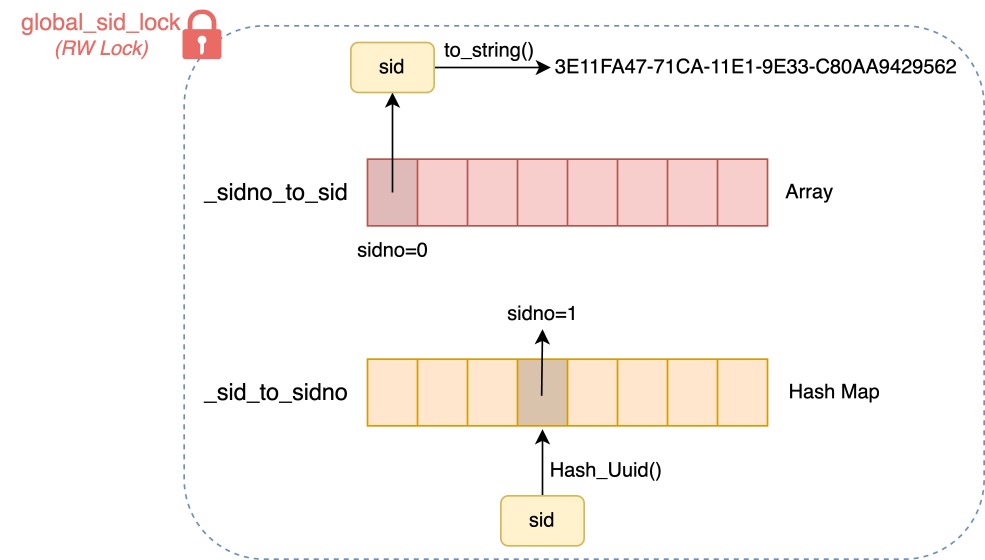 global_sid_lock
(RW Lock)
sid
to_string()
3E11FA47-71CA-11E1-9E33-C80AA9429562
_sidno_to_sid
Array
sidno=0
sidno=1
_sid_to_sidno
Hash Map
Hash_Uuid()
sid